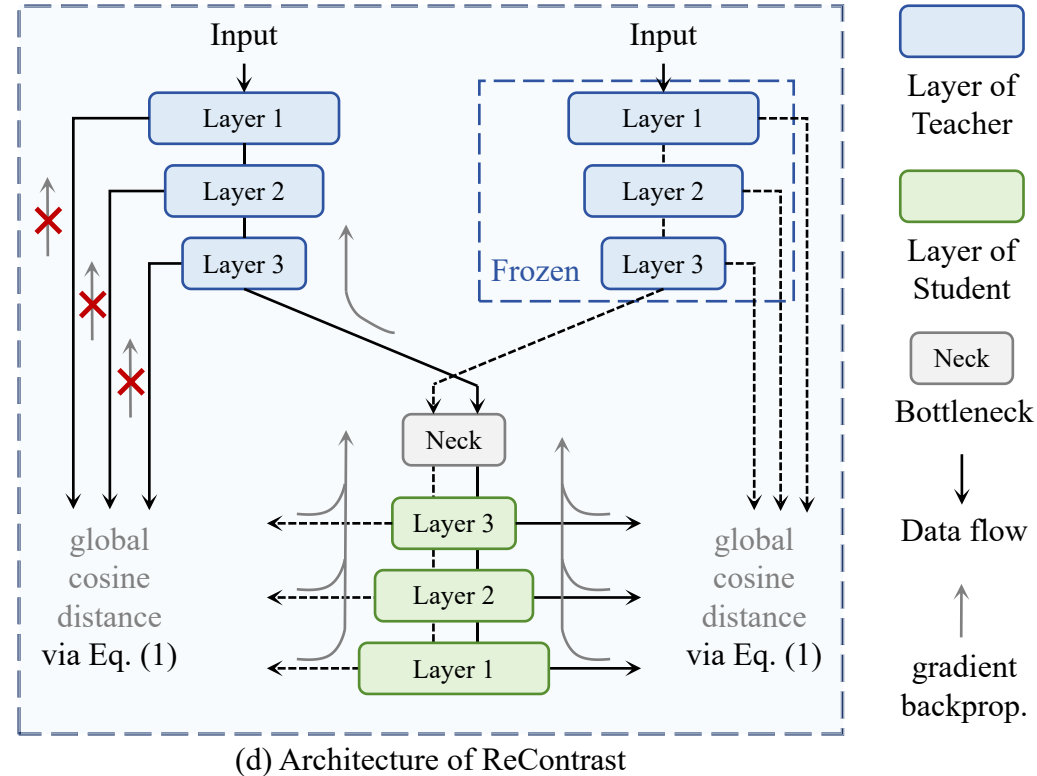 Input
Layer 1
Layer 2
Layer 3
Input
Layer 1
Layer 2
Layer 3
Frozen
Neck
Layer 3
Layer 2
Layer 1
global
cosine
distance
via Eq. (1)
global
cosine
distance
via Eq. (1)
(d) Architecture of ReContrast
Layer of
Teacher
Layer of
Student
Neck
Bottleneck
Data flow
gradient
backprop.